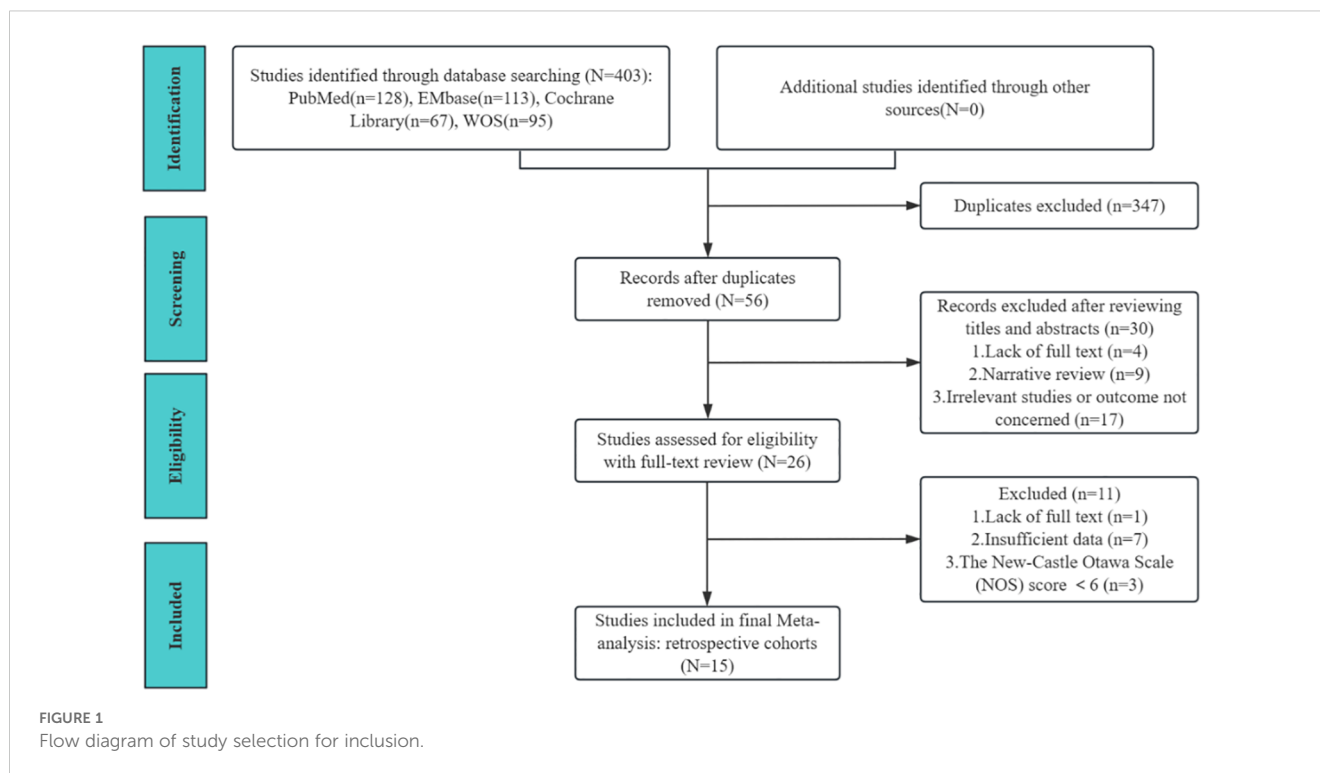 Identification
Studies identified through database searching (N=403):
PubMed(n=128), EMbase(n=113), Cochrane
Library(n=67), WOS(n=95)
Additional studies identified through other
sources(N=0)
Duplicates excluded (n=347)
Screening
Records after duplicates
removed (N=56)
Records excluded after reviewing
titles and abstracts (n=30)
1.Lack of full text (n=4)
2.Narrative review (n=9)
3.Irrelevant studies or outcome not
concerned (n=17)
Eligibility
Studies assessed for eligibility
with full-text review (N=26)
Excluded (n=11)
1.Lack of full text (n=1)
2.Insufficient data (n=7)
3.The New-Castle Otawa Scale
(NOS) score < 6 (n=3)
Included
Studies included in final Meta-
analysis: retrospective cohorts
(N=15)
FIGURE 1
Flow diagram of study selection for inclusion.